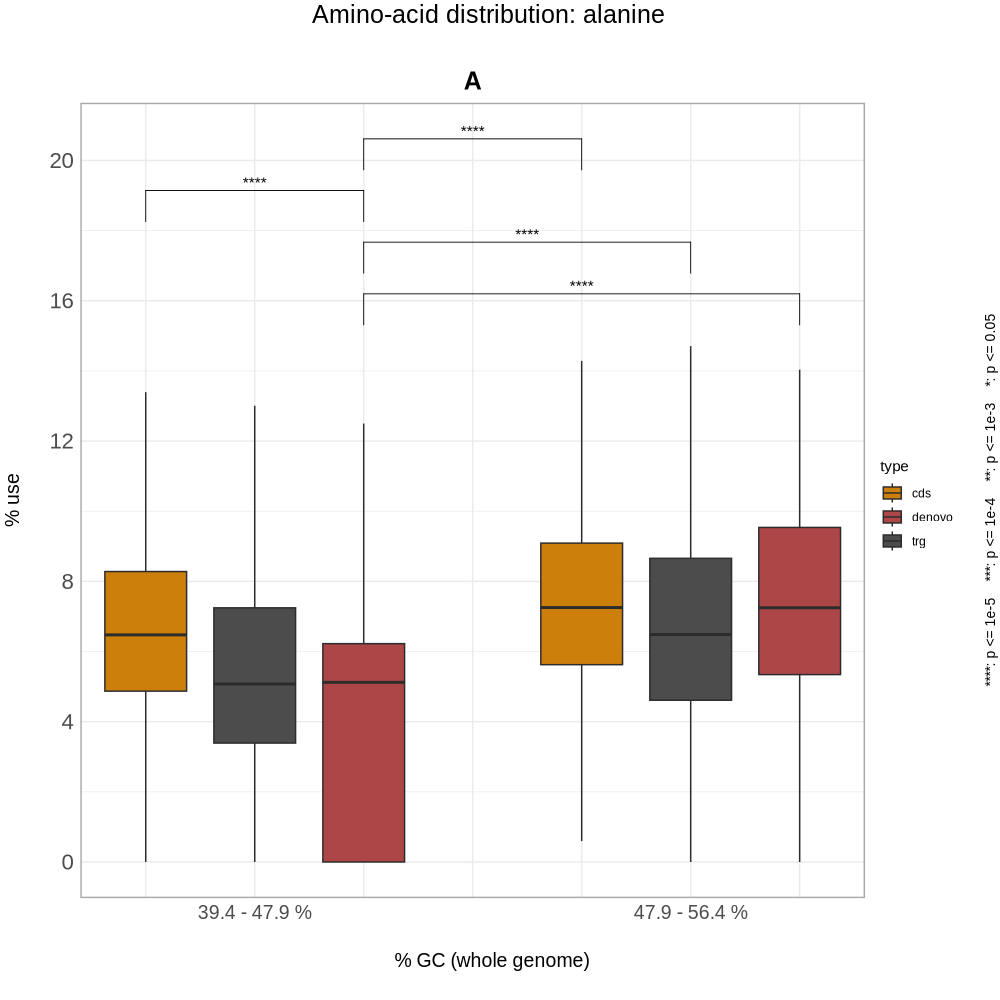 Amino-acid distribution: alanine
A
****
****
****
****
20
16
12
8
4
0
% use
39.4 - 47.9 %
47.9 - 56.4 %
% GC (whole genome)
type
cds
denovo
trg
****: p <= 1e-5 ***: p <= 1e-4 **: p <= 1e-3 *: p <= 0.05